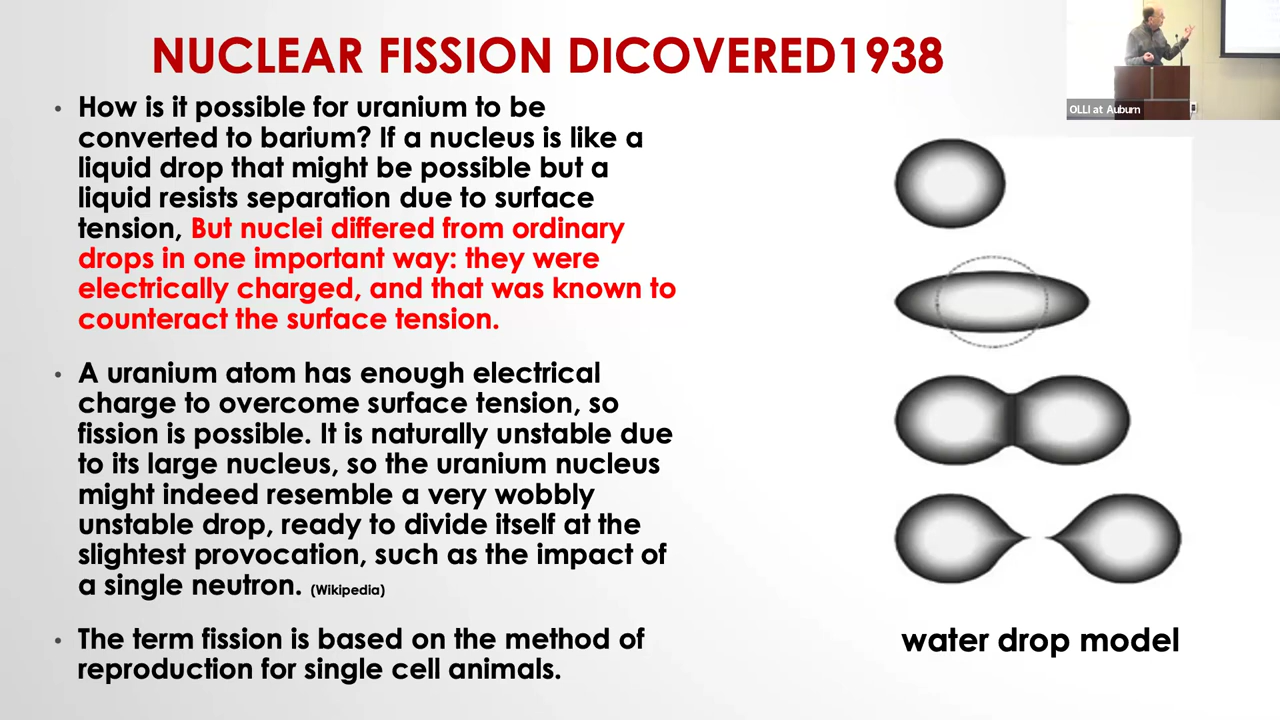 NUCLEAR FISSION DICOVERED1938
OLLI at Auburn
• How is it possible for uranium to be
converted to barium? If a nucleus is like a
liquid drop that might be possible but a
liquid resists separation due to surface
tension, But nuclei differed from ordinary
drops in one important way: they were
electrically charged, and that was known to
counteract the surface tension.
• A uranium atom has enough electrical
charge to overcome surface tension, so
fission is possible. It is naturally unstable due
to its large nucleus, so the uranium nucleus
might indeed resemble a very wobbly
unstable drop, ready to divide itself at the
slightest provocation, such as the impact of
a single neutron. (Wikipedia)
• The term fission is based on the method of
reproduction for single cell animals.
water drop model